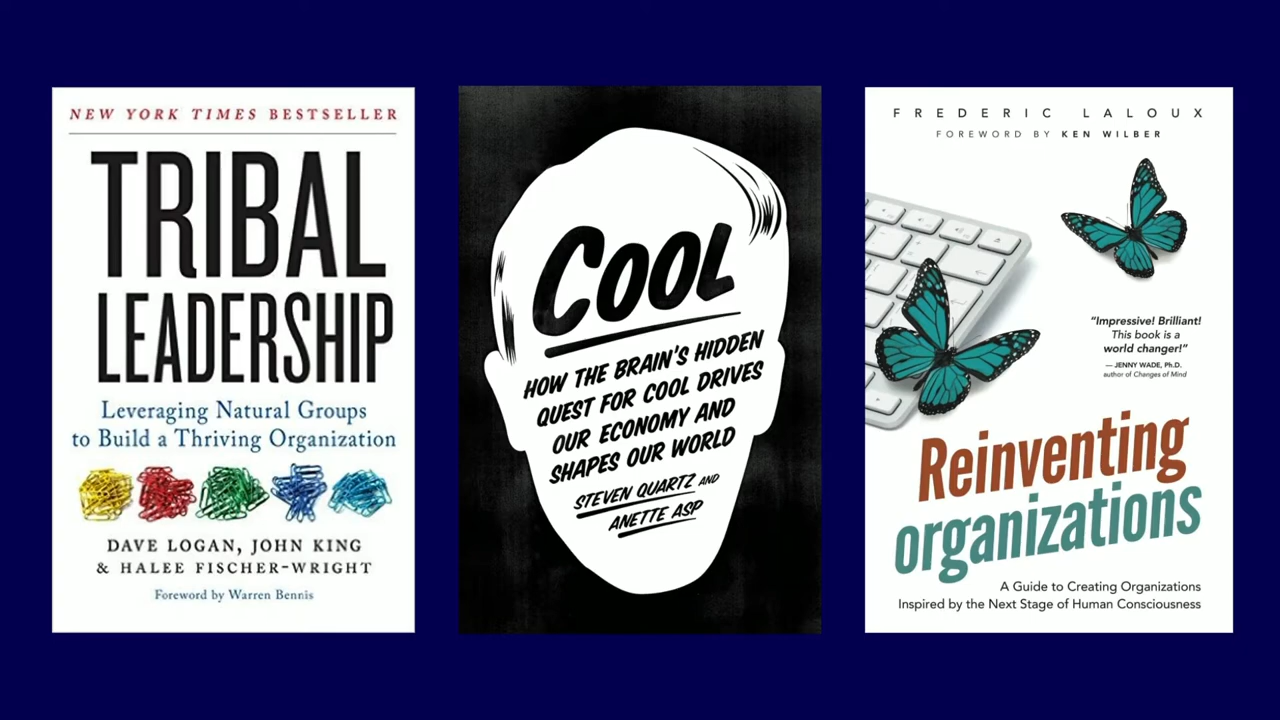 NEW YORK TIMES BESTSELLER
TRIBAL
LEADERSHIP
Leveraging Natural Groups
to Build a Thriving Organization
DAVE LOGAN, JOHN KING
& HALEE FISCHER-WRIGHT
Foreword by Warren Bennis
COOL
HOW THE BRAIN'S HIDDEN
QUEST FOR COOL DRIVES
OUR ECONOMY AND
SHAPES OUR WORLD
STEVEN QUARTZ AND
ANETTE ASP
FREDERIC LALOUX
FOREWORD BY KEN WILBER
“Impressive! Brilliant!
This book is a
world changer!”
— JENNY WADE, Ph.D.
author of Changes of Mind
Reinventing
organizations
A Guide to Creating Organizations
Inspired by the Next Stage of Human Consciousness